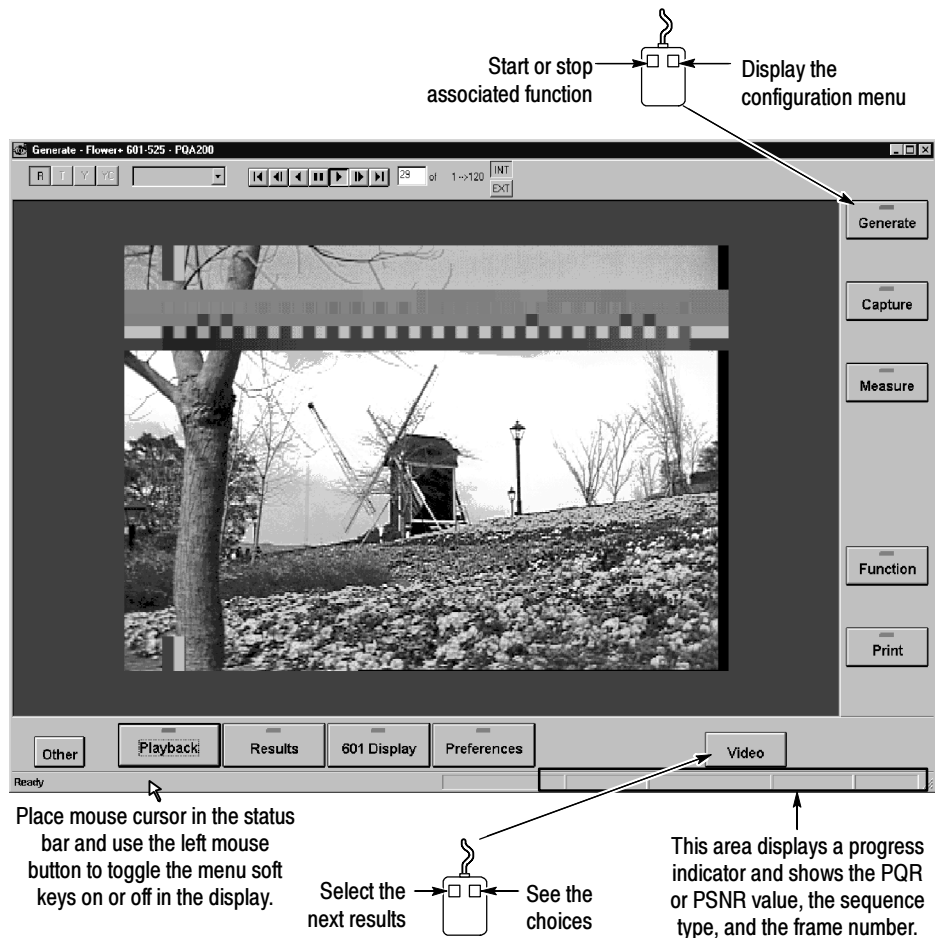 Start or stop
associated function
Display the
configuration menu
Generate - Flower+ 601-525 - PQA200
R T Y YC 29 of 1-->120 INT
EXT
Generate
Capture
Measure
Function
Print
Other Playback Results 601 Display Preferences Video
Ready
Place mouse cursor in the status
bar and use the left mouse
button to toggle the menu soft
keys on or off in the display.
Select the
next results
See the
choices
This area displays a progress
indicator and shows the PQR
or PSNR value, the sequence
type, and the frame number.